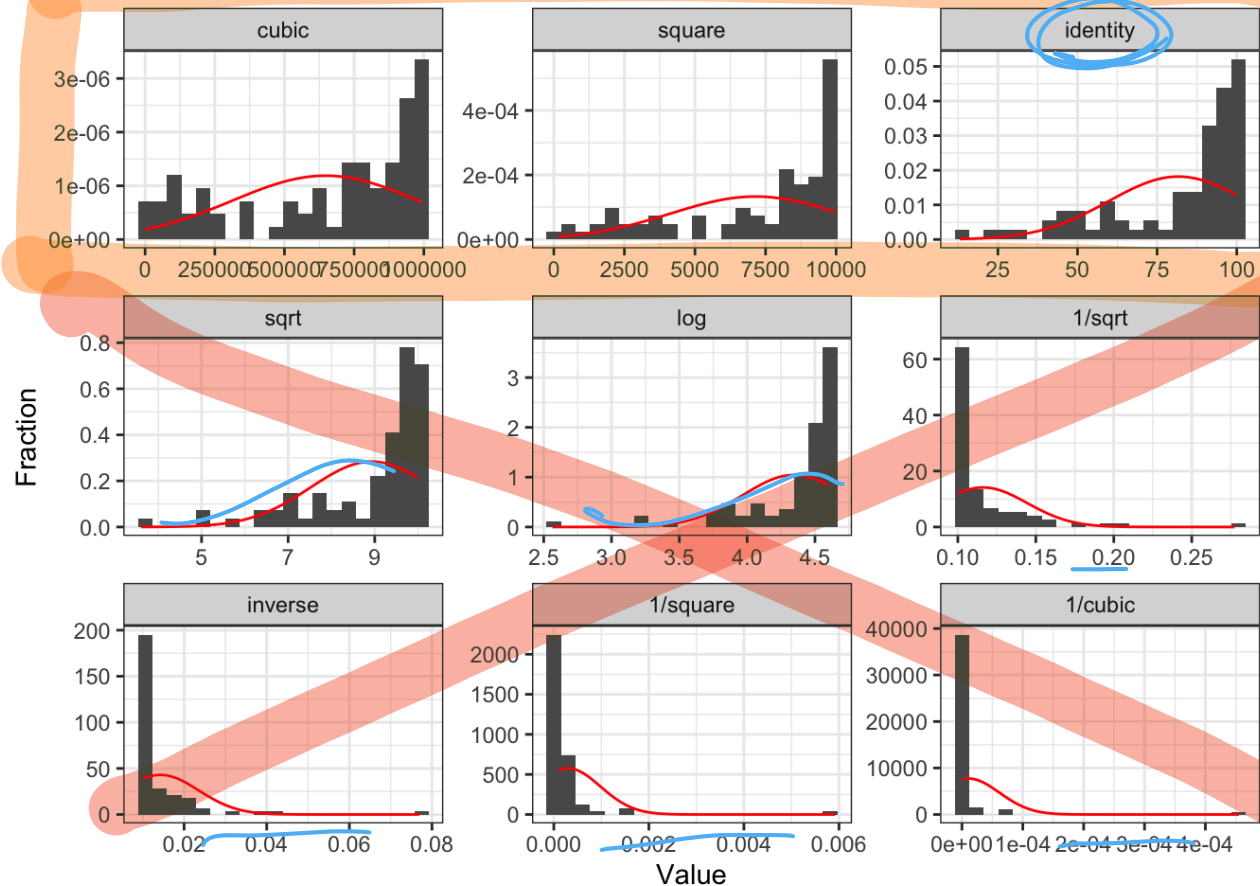 cubic square identity
3e-06 2e-06 1e-06 0e+00
0 250000 500000 750000 1000000
4e-04 2e-04 0e+00
0 2500 5000 7500 10000
0.05 0.04 0.03 0.02 0.01 0.00
25 50 75 100
sqrt log 1/sqrt
0.8 0.6 0.4 0.2 0.0
5 7 9
3 2 1 0
2.5 3.0 3.5 4.0 4.5
60 40 20 0
0.10 0.15 0.20 0.25
Fraction
inverse 1/square 1/cubic
200 150 100 50 0
0.02 0.04 0.06 0.08
2000 1500 1000 500 0
0.000 0.002 0.004 0.006
40000 30000 20000 10000 0
0e+00 1e-04 2e-04 3e-04 4e-04
Value